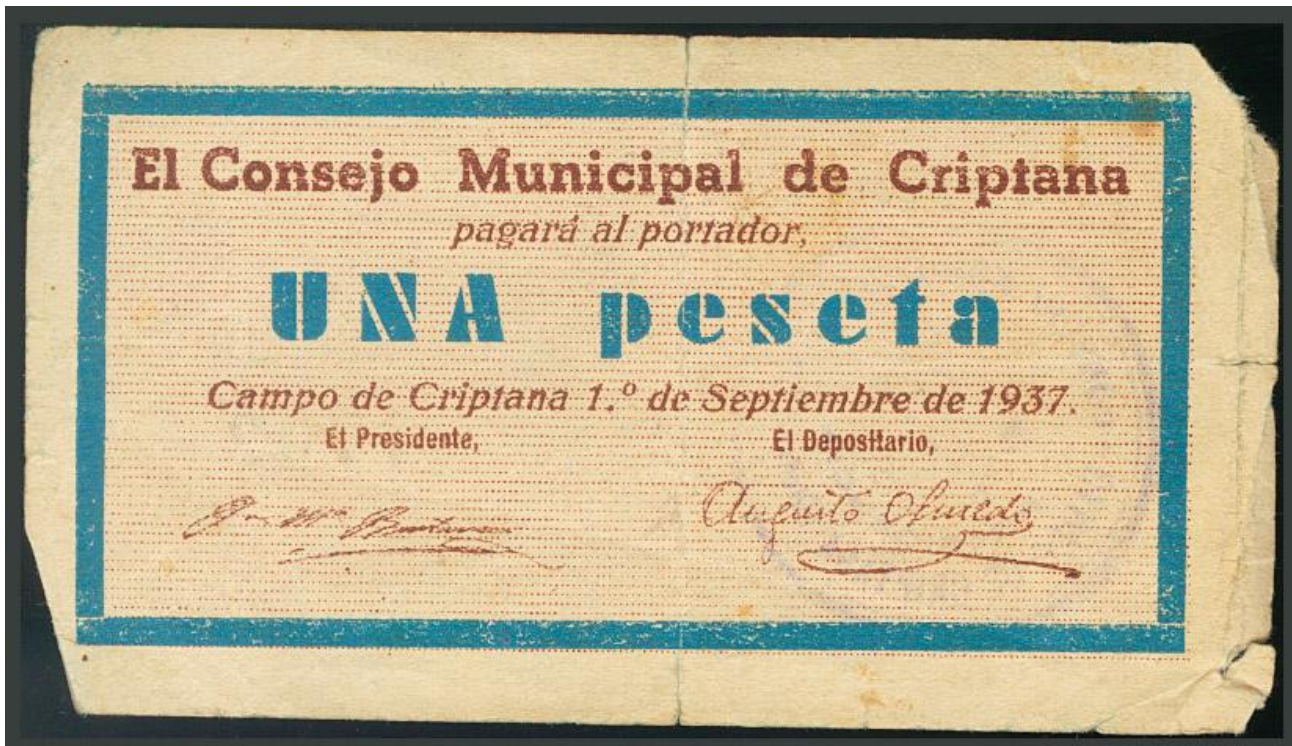 El Consejo Municipal de Criptana
pagará al portador,
UNA peseta
Campo de Criptana 1.º de Septiembre de 1937.
El Presidente,
El Depositario,
Augusto Olmedo